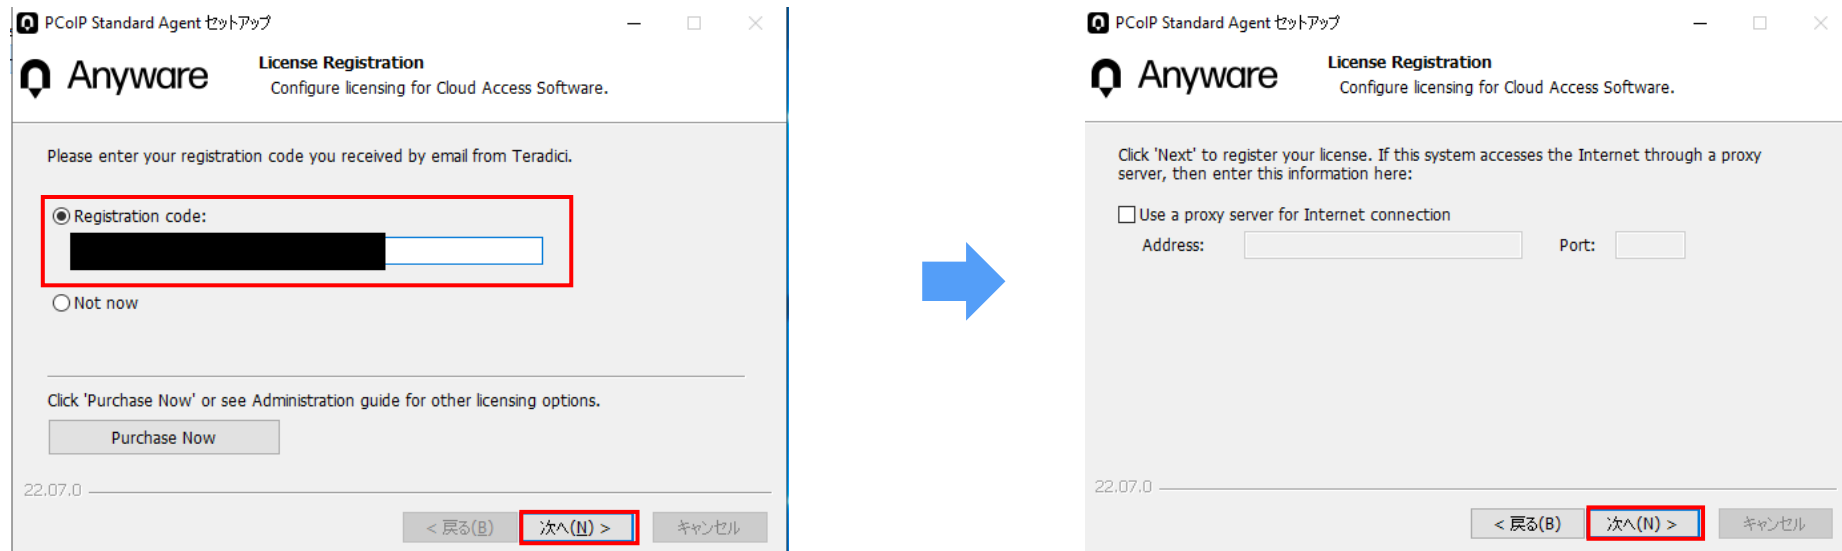 PCoIP Standard Agent セットアップ
Anyware
License Registration
Configure licensing for Cloud Access Software.
Please enter your registration code you received by email from Teradici.
Registration code:
Not now
Click 'Purchase Now' or see Administration guide for other licensing options.
Purchase Now
22.07.0
< 戻る(B)
次へ(N) >
キャンセル
PCoIP Standard Agent セットアップ
Anyware
License Registration
Configure licensing for Cloud Access Software.
Click 'Next' to register your license. If this system accesses the Internet through a proxy
server, then enter this information here:
Use a proxy server for Internet connection
Address:
Port:
22.07.0
< 戻る(B)
次へ(N) >
キャンセル